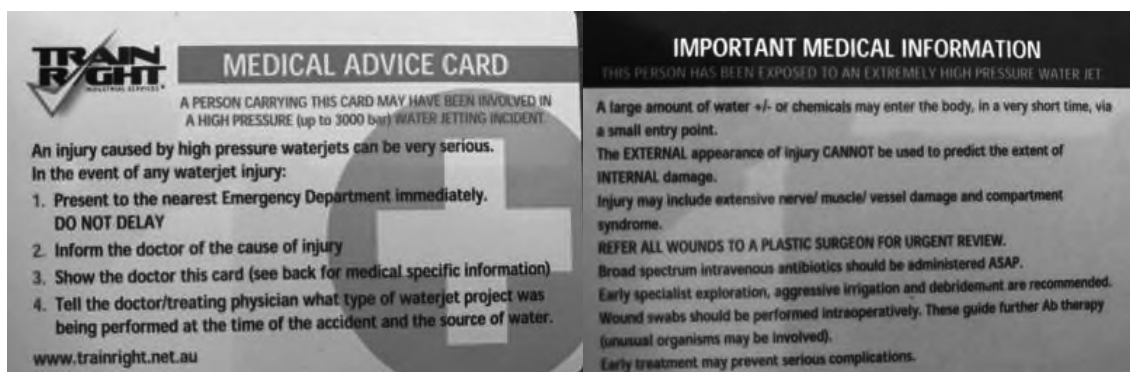 TRAIN
RIGHT
INDUSTRIAL SERVICES
MEDICAL ADVICE CARD
A PERSON CARRYING THIS CARD MAY HAVE BEEN INVOLVED IN
A HIGH PRESSURE (up to 3000 bar) WATER JETTING INCIDENT
An injury caused by high pressure waterjets can be very serious.
In the event of any waterjet injury:
1. Present to the nearest Emergency Department immediately.
DO NOT DELAY
2. Inform the doctor of the cause of injury
3. Show the doctor this card (see back for medical specific information)
4. Tell the doctor/treating physician what type of waterjet project was
being performed at the time of the accident and the source of water.
www.trainright.net.au
IMPORTANT MEDICAL INFORMATION
THIS PERSON HAS BEEN EXPOSED TO AN EXTREMELY HIGH PRESSURE WATER JET.
A large amount of water +/- or chemicals may enter the body, in a very short time, via
a small entry point.
The EXTERNAL appearance of injury CANNOT be used to predict the extent of
INTERNAL damage.
Injury may include extensive nerve/ muscle/ vessel damage and compartment
syndrome.
REFER ALL WOUNDS TO A PLASTIC SURGEON FOR URGENT REVIEW.
Broad spectrum intravenous antibiotics should be administered ASAP.
Early specialist exploration, aggressive irrigation and debridement are recommended.
Wound swabs should be performed intraoperatively. These guide further Ab therapy
(unusual organisms may be involved).
Early treatment may prevent serious complications.